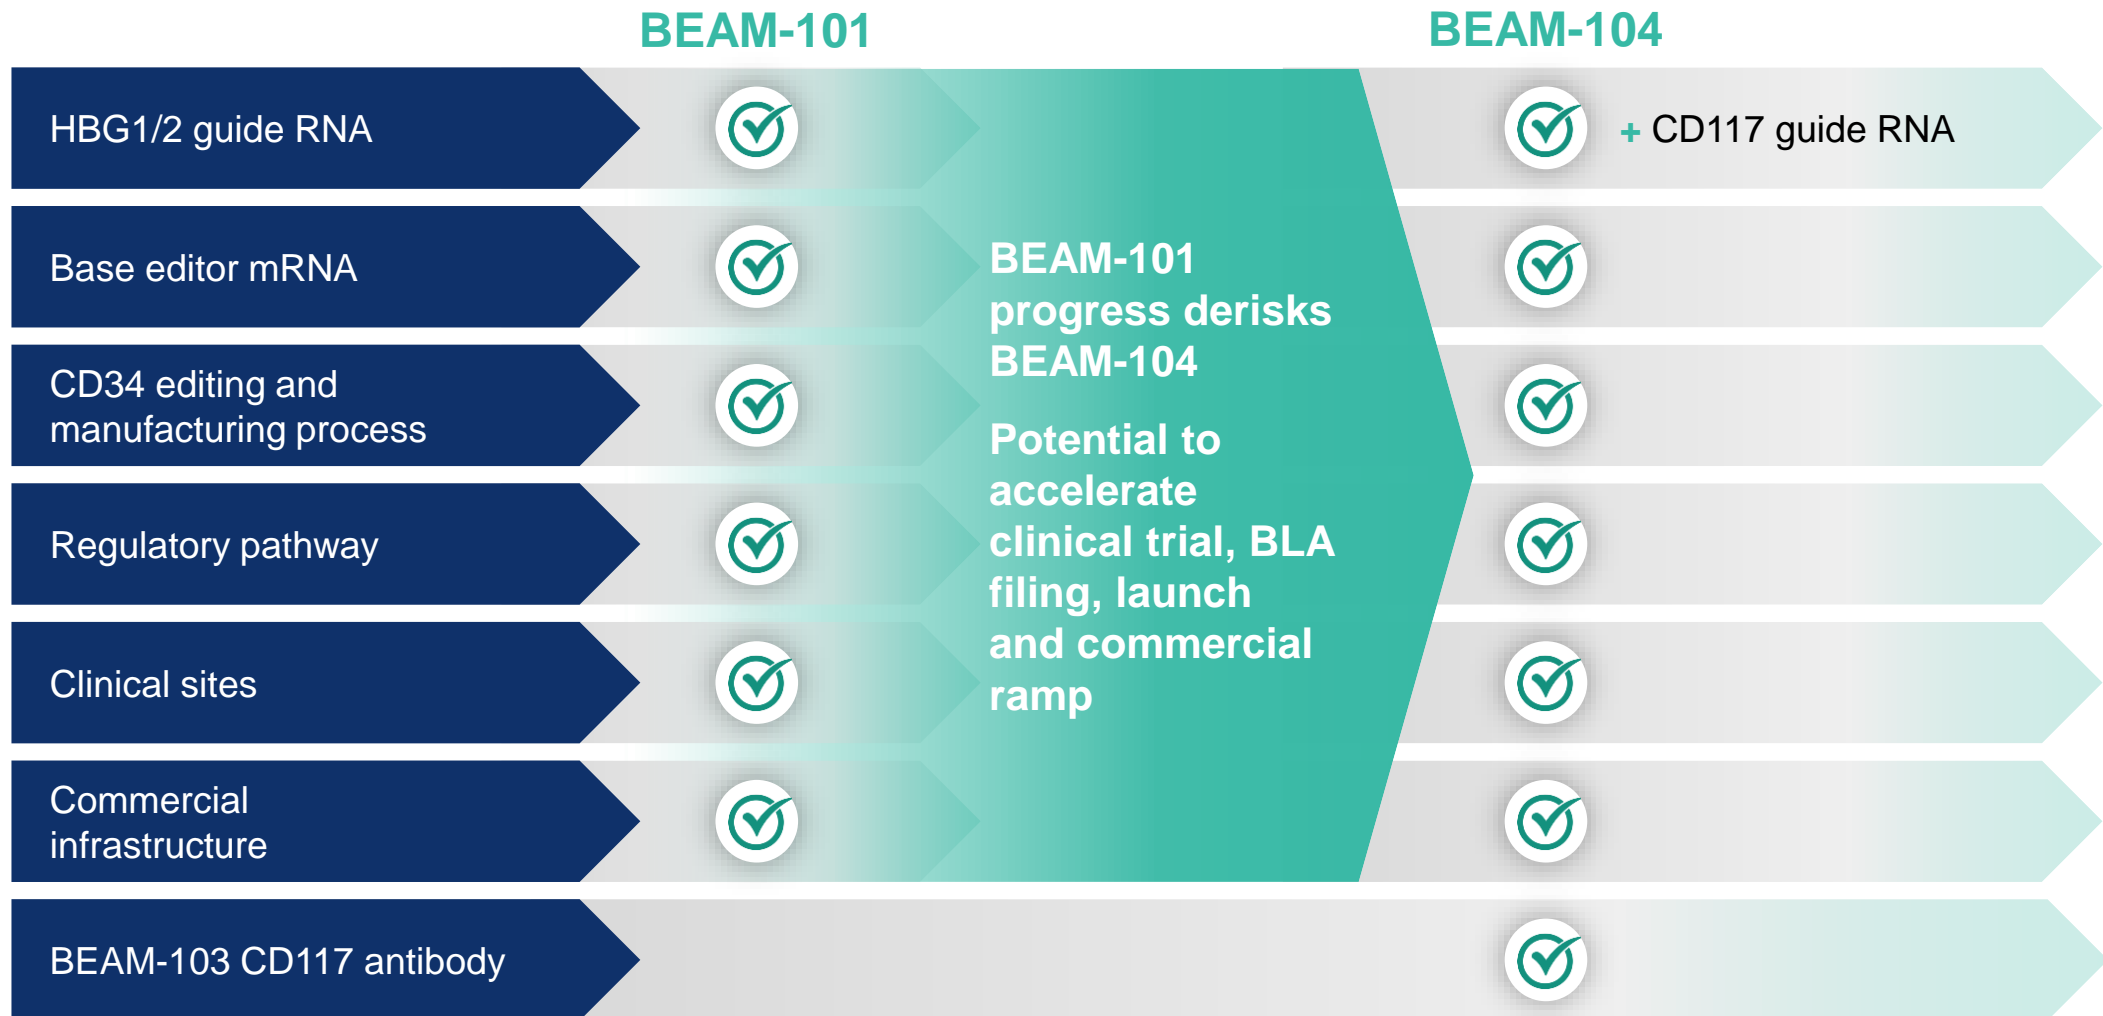 BEAM-101
BEAM-104
HBG1/2 guide RNA
+ CD117 guide RNA
Base editor mRNA
CD34 editing and
manufacturing process
Regulatory pathway
Clinical sites
Commercial
infrastructure
BEAM-103 CD117 antibody
BEAM-101
progress derisks
BEAM-104
Potential to
accelerate
clinical trial, BLA
filing, launch
and commercial
ramp